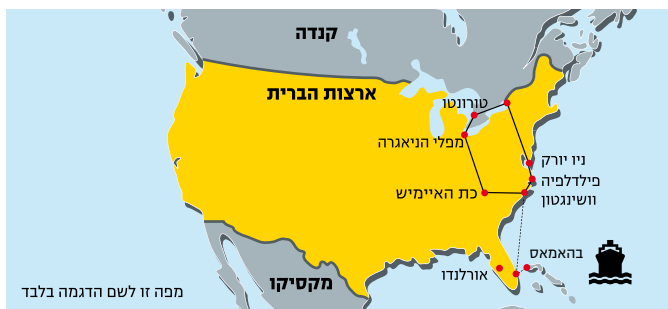 קנדה
ארצות הברית
טורונטו
מפלי הניאגרה
ניו יורק
פילדלפיה
וושינגטון
כת האיימיש
בהאמאס
אורלנדו
מקסיקו
מפה זו לשם הדגמה בלבד